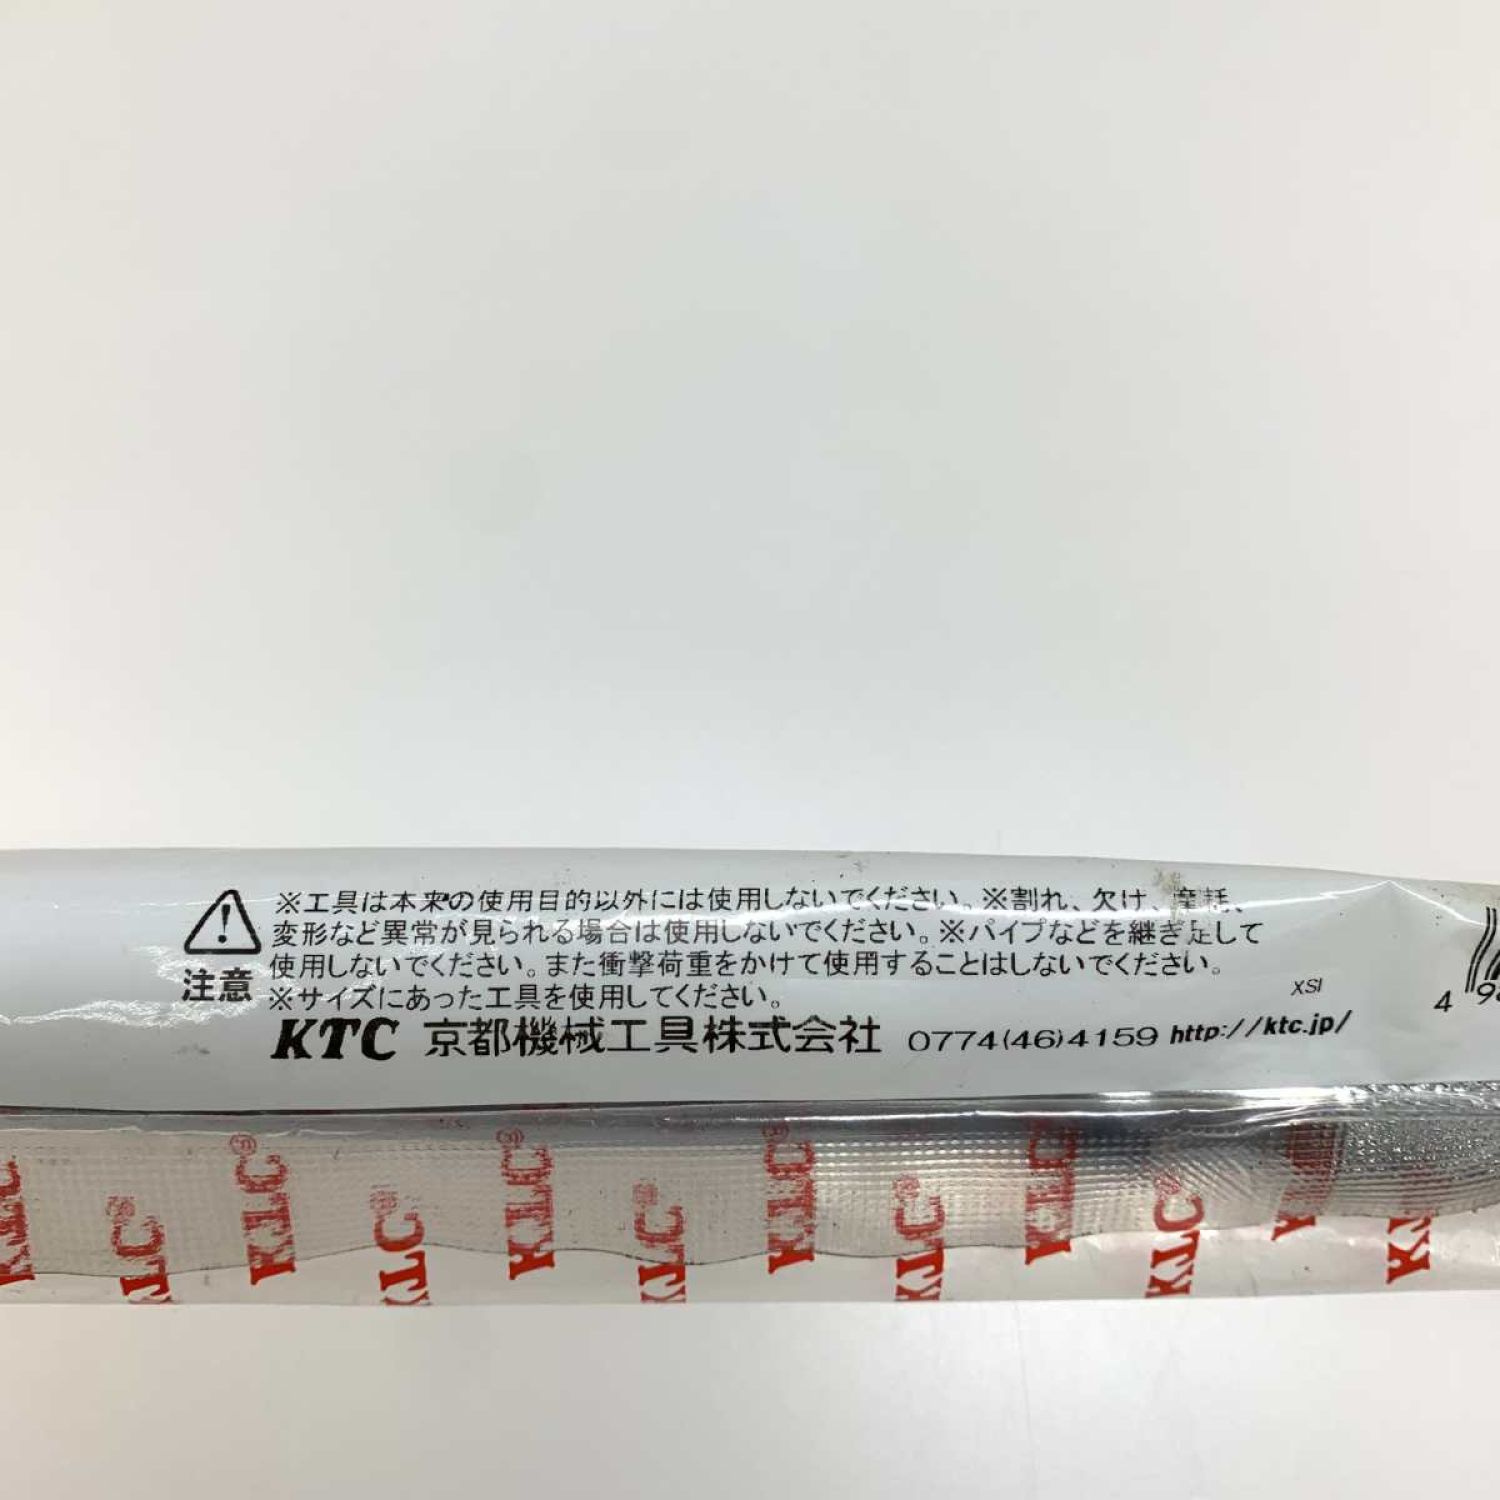 ※工具は本来の使用目的以外には使用しないでください。※割れ、欠け、摩耗、
変形など異常が見られる場合は使用しないでください。※パイプなどを継ぎ足して
使用しないでください。また衝撃荷重をかけて使用することはしないでください。
注意 ※サイズにあった工具を使用してください。
XSI
KTC 京都機械工具株式会社 0774(46)4159 http://ktc.jp/
4
KTC® KTC® KTC® KTC® KTC® KTC® KTC® KTC® KTC® KTC® KTC KTC